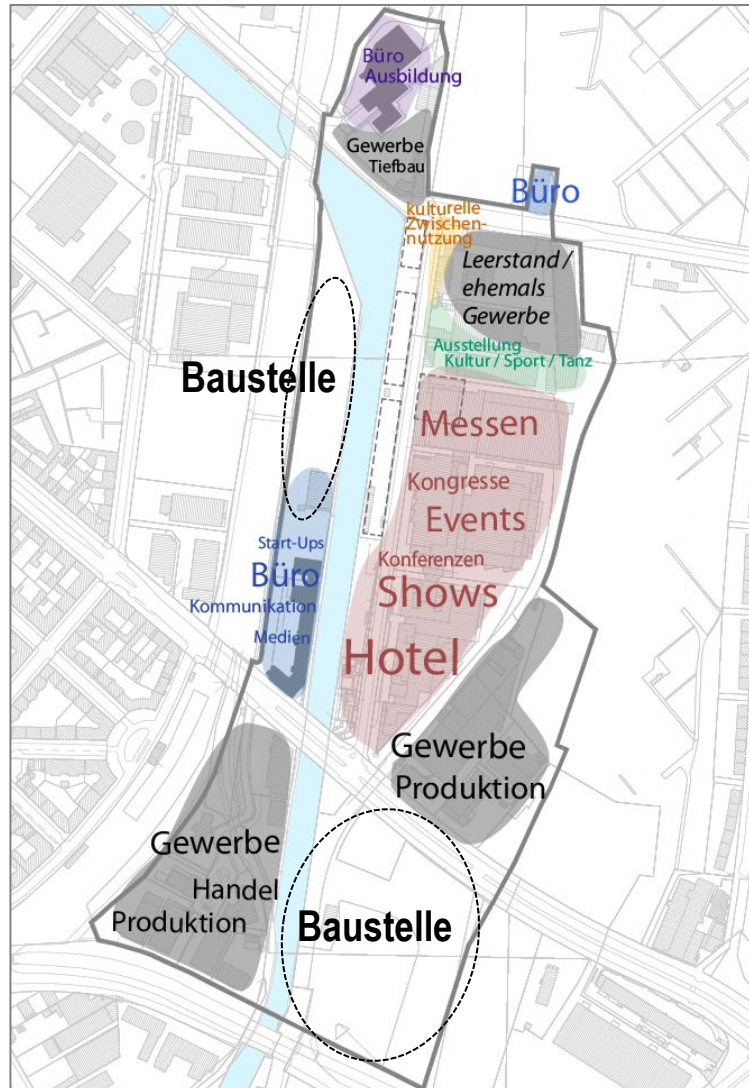 Büro
Ausbildung
Gewerbe
Tiefbau
Büro
kulturelle
Zwischen-
nutzung
Leerstand /
ehemals
Gewerbe
Ausstellung
Kultur / Sport / Tanz
Baustelle
Messen
Kongresse
Events
Start-Ups
Büro
Kommunikation
Medien
Konferenzen
Shows
Hotel
Gewerbe
Produktion
Gewerbe
Handel
Produktion
Baustelle